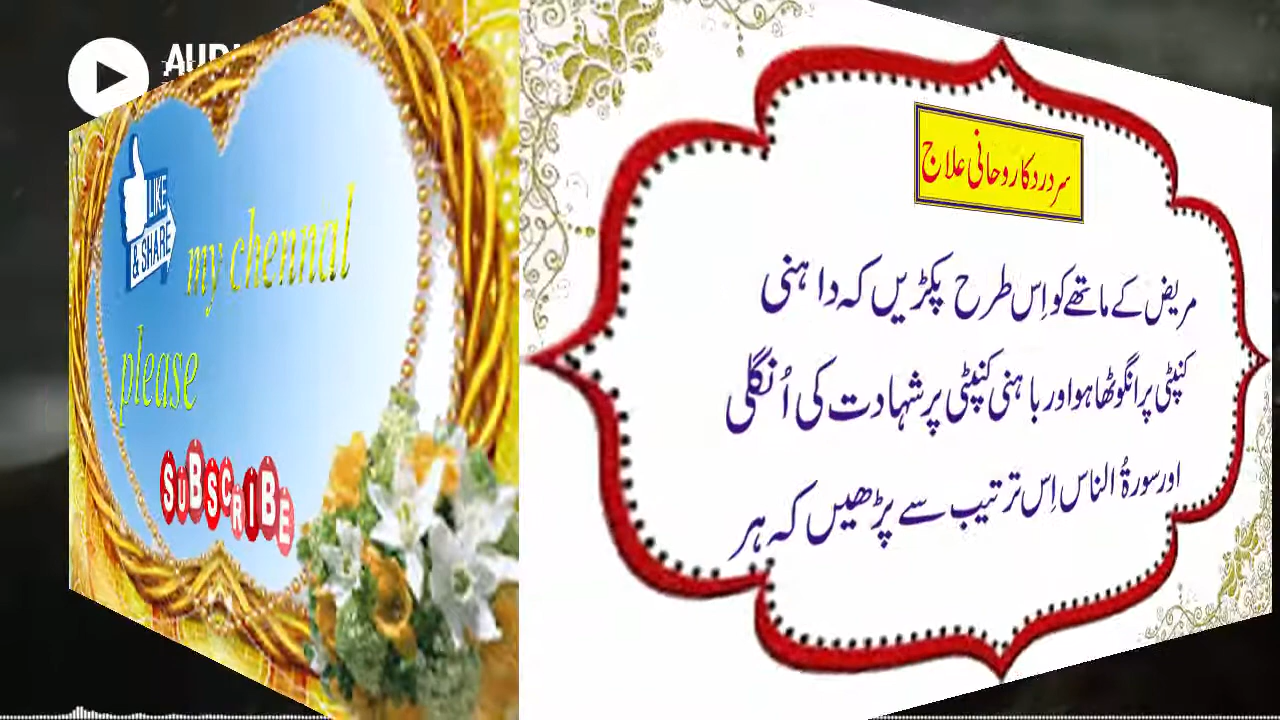 LIKE
& SHARE
my chennal
please
SUBSCRIBE
سر درد کا روحانی علاج
مریض کے ماتھے کو اِس طرح پکڑیں کہ داہنی
کنپٹی پر انگوٹھا ہو اور باہنی کنپٹی پر شہادت کی اُنگلی
اور سورۃُ الناس اِس ترتیب سے پڑھیں کہ ہر